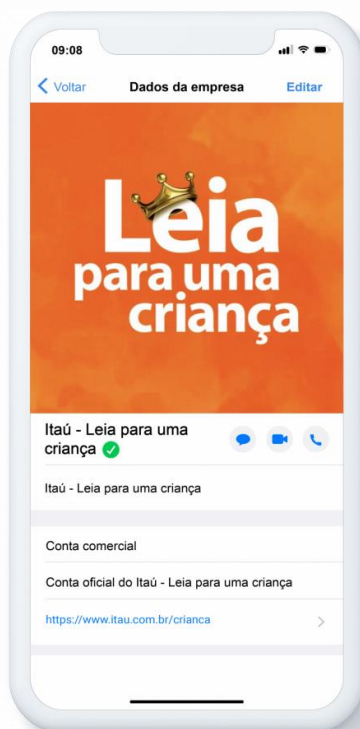 09:08
Voltar
Dados da empresa
Editar
Leia
para uma
criança
Itaú - Leia para uma
criança
Itaú - Leia para uma criança
Conta comercial
Conta oficial do Itaú - Leia para uma criança
https://www.itau.com.br/crianca